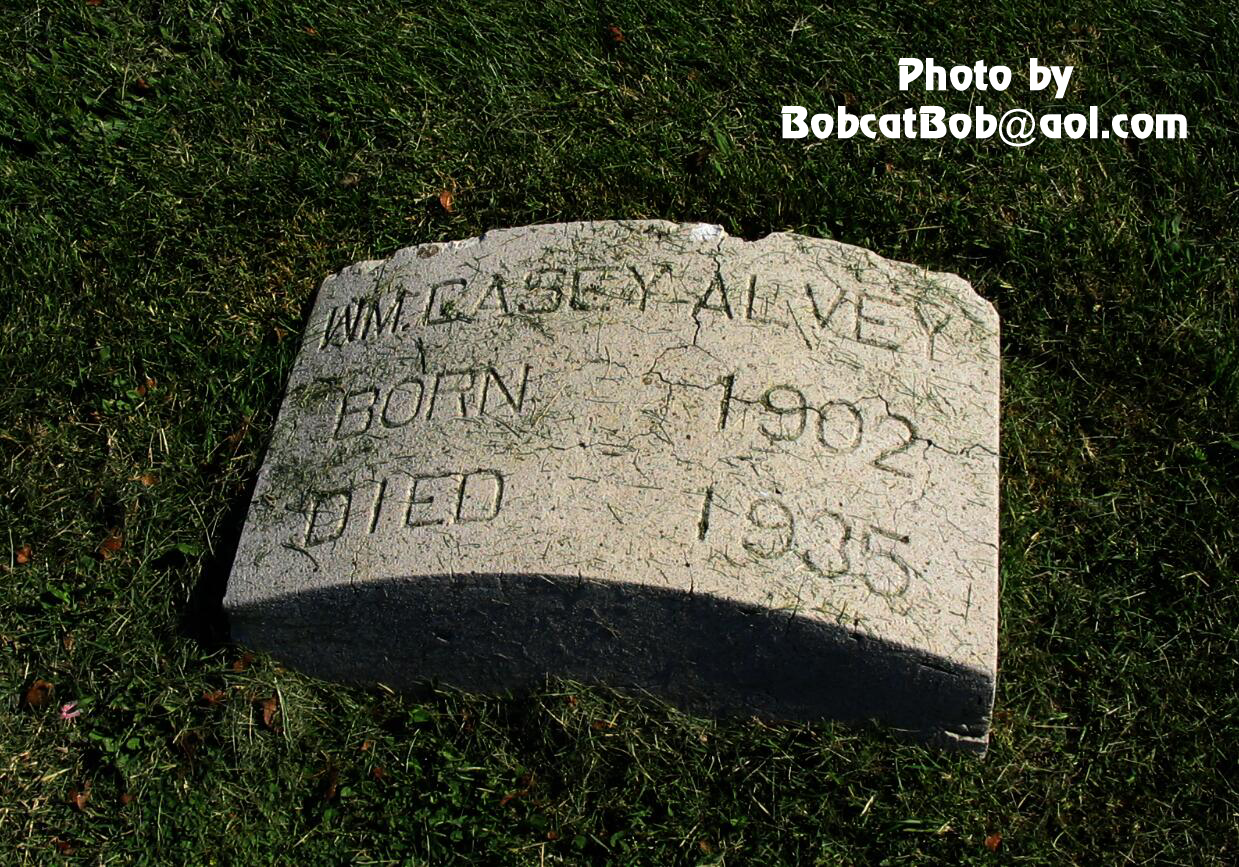 Photo by
BobcatBob@aol.com
WM. CASEY ALVEY
BORN 1902
DIED 1935